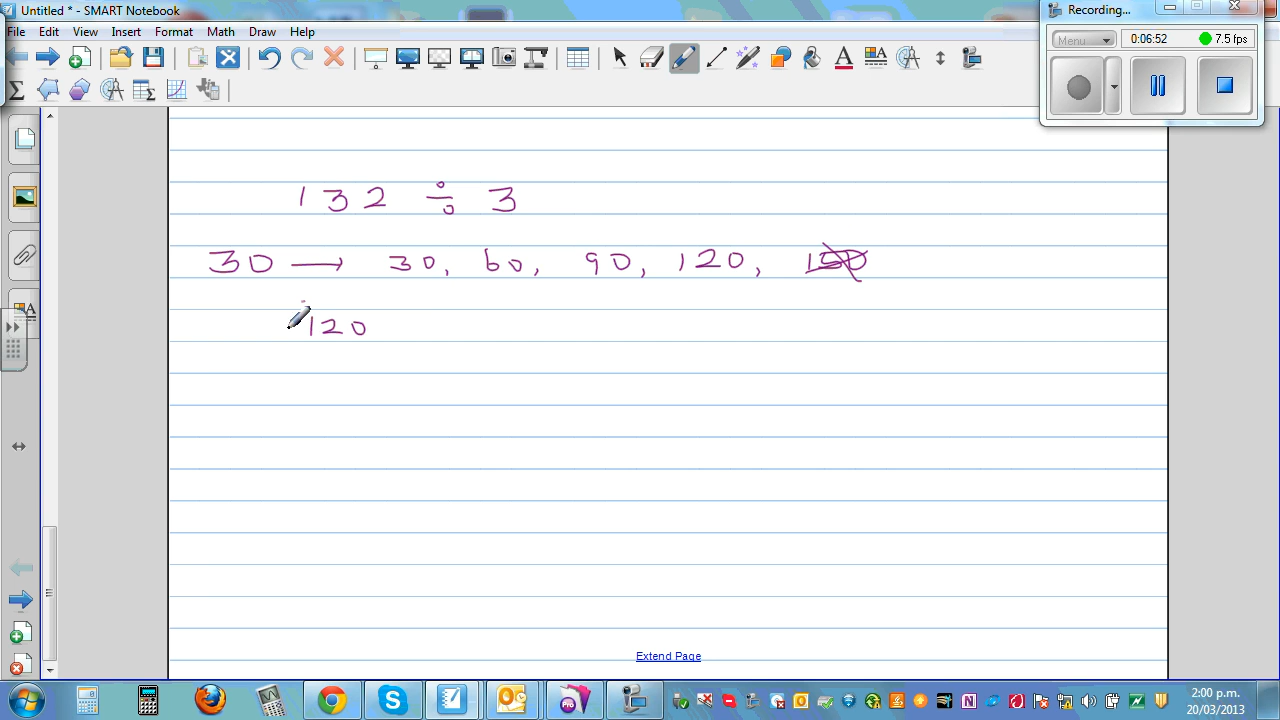 Untitled * - SMART Notebook
File Edit View Insert Format Math Draw Help
Recording...
Menu 0:06:52 7.5 fps
132 ÷ 3
30 → 30, 60, 90, 120, 150
120
Extend Page
2:00 p.m.
20/03/2013